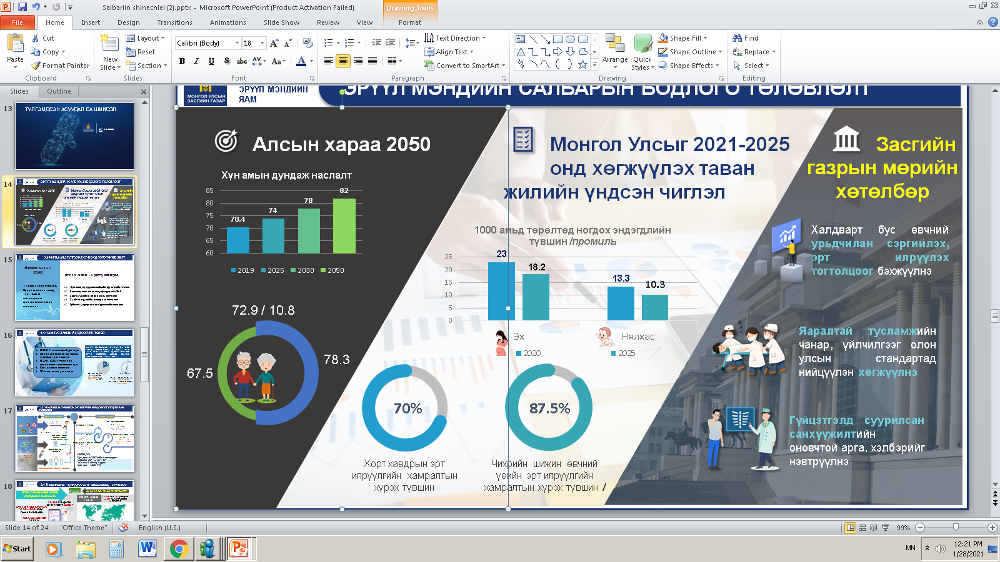 Salbariin shinechlel (2).pptx - Microsoft PowerPoint (Product Activation Failed)
Drawing Tools
File Home Insert Design Transitions Animations Slide Show Review View Format
Paste
Cut
Copy
Format Painter
Clipboard
New Slide
Layout
Reset
Section
Slides
Calibri (Body) 18
Font
Text Direction
Align Text
Convert to SmartArt
Paragraph
Arrange
Quick Styles
Shape Fill
Shape Outline
Shape Effects
Drawing
Find
Replace
Select
Editing
Slides Outline
13
ТУЛГАМДСАН АСУУДАЛ БА ШИЙДЭЛ
14
15
16
17
18
МОНГОЛ УЛСЫН
ЗАСГИЙН ГАЗАР
ЭРҮҮЛ МЭНДИЙН
ЯАМ
ЭРҮҮЛ МЭНДИЙН САЛБАРЫН БОДЛОГО ТӨЛӨВЛӨЛТ
Алсын хараа 2050
Хүн амын дундаж наслалт
85
80
75
70
65
60
70.4
74
78
82
2019 2025 2030 2050
72.9 / 10.8
78.3
67.5
Монгол Улсыг 2021-2025
онд хөгжүүлэх таван
жилийн үндсэн чиглэл
1000 амьд төрөлтөд ногдох эндэгдлийн
түвшин /промиль
25
20
15
10
5
0
23
18.2
13.3
10.3
Эх
Нялхас
2020
2025
70%
87.5%
Хорт хавдрын эрт
илрүүлгийн хамралтын
хүрэх түвшин
Чихрийн шижин өвчний
үеийн эрт илрүүлгийн
хамралтын хүрэх түвшин /
Засгийн
газрын мөрийн
хөтөлбөр
Халдварт бус өвчний
урьдчилан сэргийлэх,
эрт илрүүлэх
тогтолцоог бэхжүүлнэ
Яаралтай тусламжийн
чанар, үйлчилгээг олон
улсын стандартад
нийцүүлэн хөгжүүлнэ
Гүйцэтгэлд суурилсан
санхүүжилтийн
оновчтой арга, хэлбэрийг
нэвтрүүлнэ
Slide 14 of 24
"Office Theme"
English (U.S.)
99%
Start
MN
12:21 PM
1/28/2021